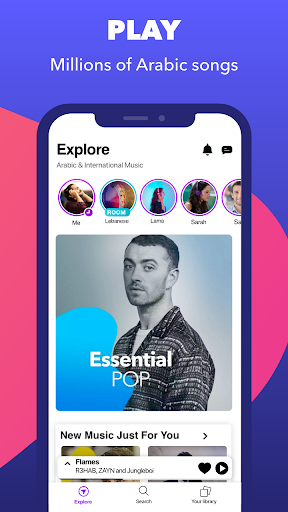 PLAY
Millions of Arabic songs
Explore
Arabic & International Music
ROOM
Me
Lebanese
Lama
Sarah
Essential
POP
New Music Just For You
Flames
R3HAB, ZAYN and Jungleboi
Explore
Search
Your library